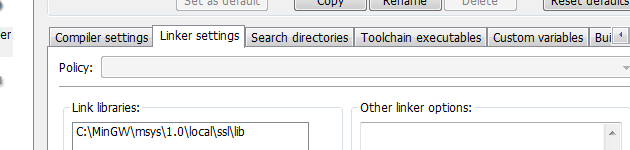 Set as default Copy Rename Delete Reset defaults
er Compiler settings Linker settings Search directories Toolchain executables Custom variables Bui
Policy:
Link libraries: Other linker options:
C:\MinGW\msys\1.0\local\ssl\lib